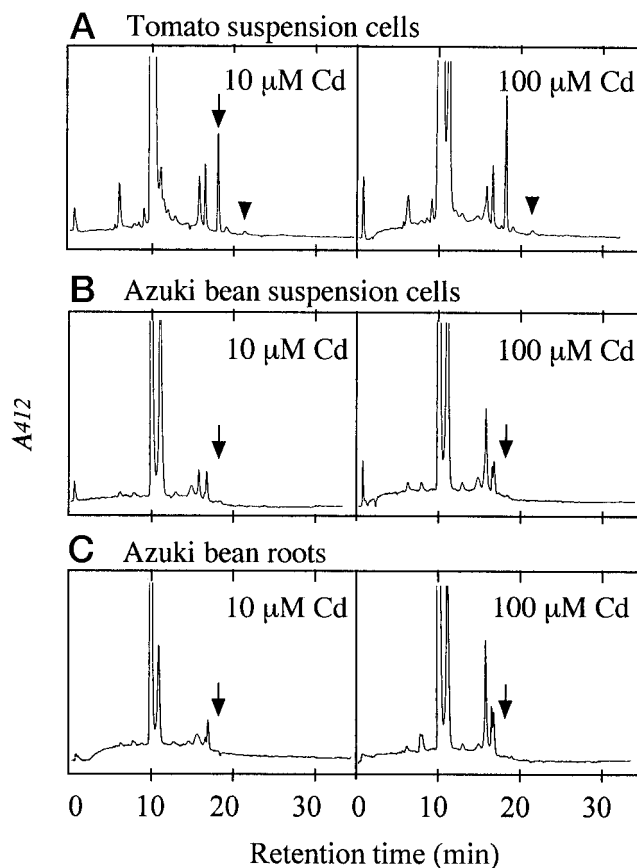 A Tomato suspension cells
10 μM Cd
100 μM Cd
B Azuki bean suspension cells
10 μM Cd
100 μM Cd
A412
C Azuki bean roots
10 μM Cd
100 μM Cd
0 10 20 30 0 10 20 30
Retention time (min)